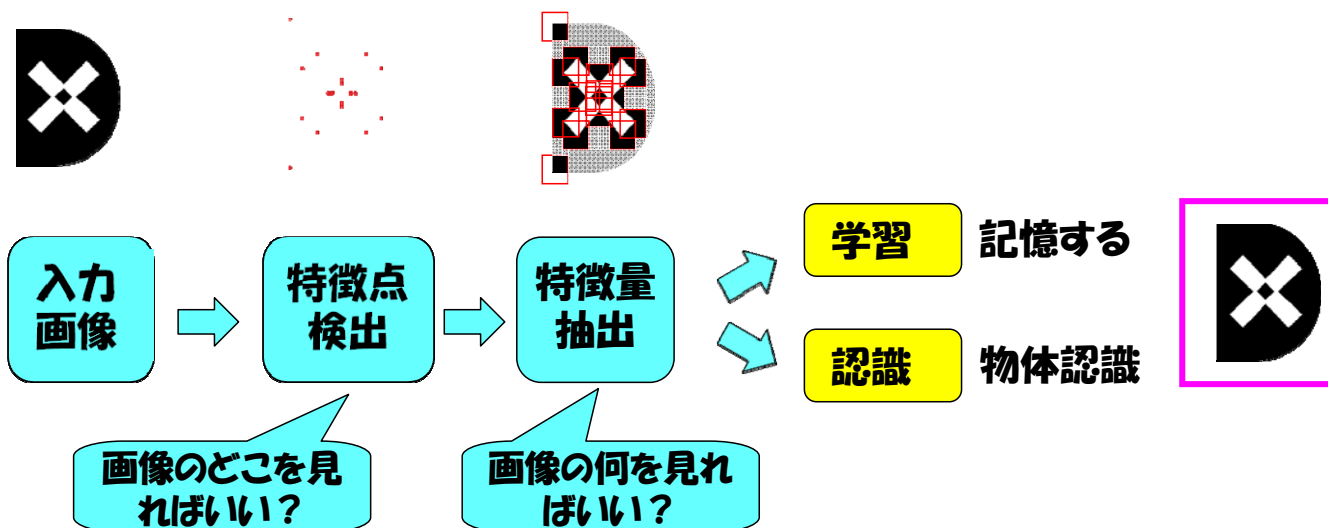 学習
記憶する
入力
画像
特徴点
検出
特徴量
抽出
認識
物体認識
画像のどこを見
ればいい？
画像の何を見れ
ばいい？